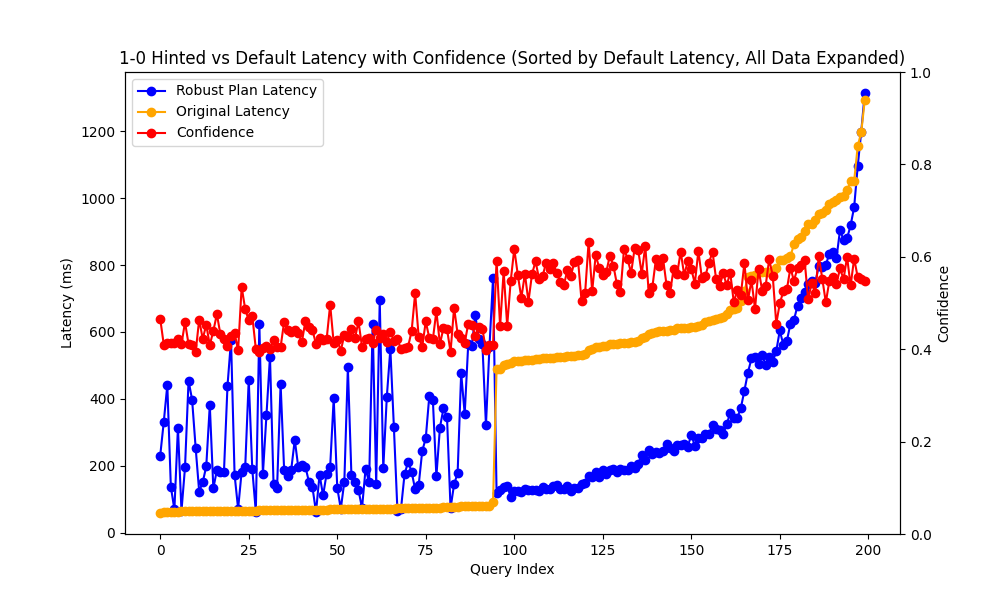 1-0 Hinted vs Default Latency with Confidence (Sorted by Default Latency, All Data Expanded)
Robust Plan Latency
Original Latency
Confidence
Latency (ms)
1200
1000
800
600
400
200
0
1.0
0.8
0.6
0.4
0.2
0.0
Confidence
0 25 50 75 100 125 150 175 200
Query Index